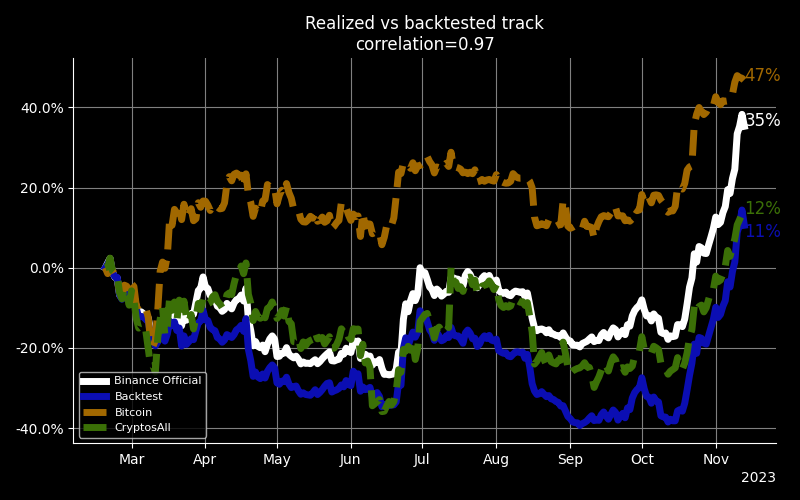 Realized vs backtested track
correlation=0.97
47%
35%
12%
11%
40.0%
20.0%
0.0%
-20.0%
-40.0%
Binance Official
Backtest
Bitcoin
CryptosAll
Mar Apr May Jun Jul Aug Sep Oct Nov
2023